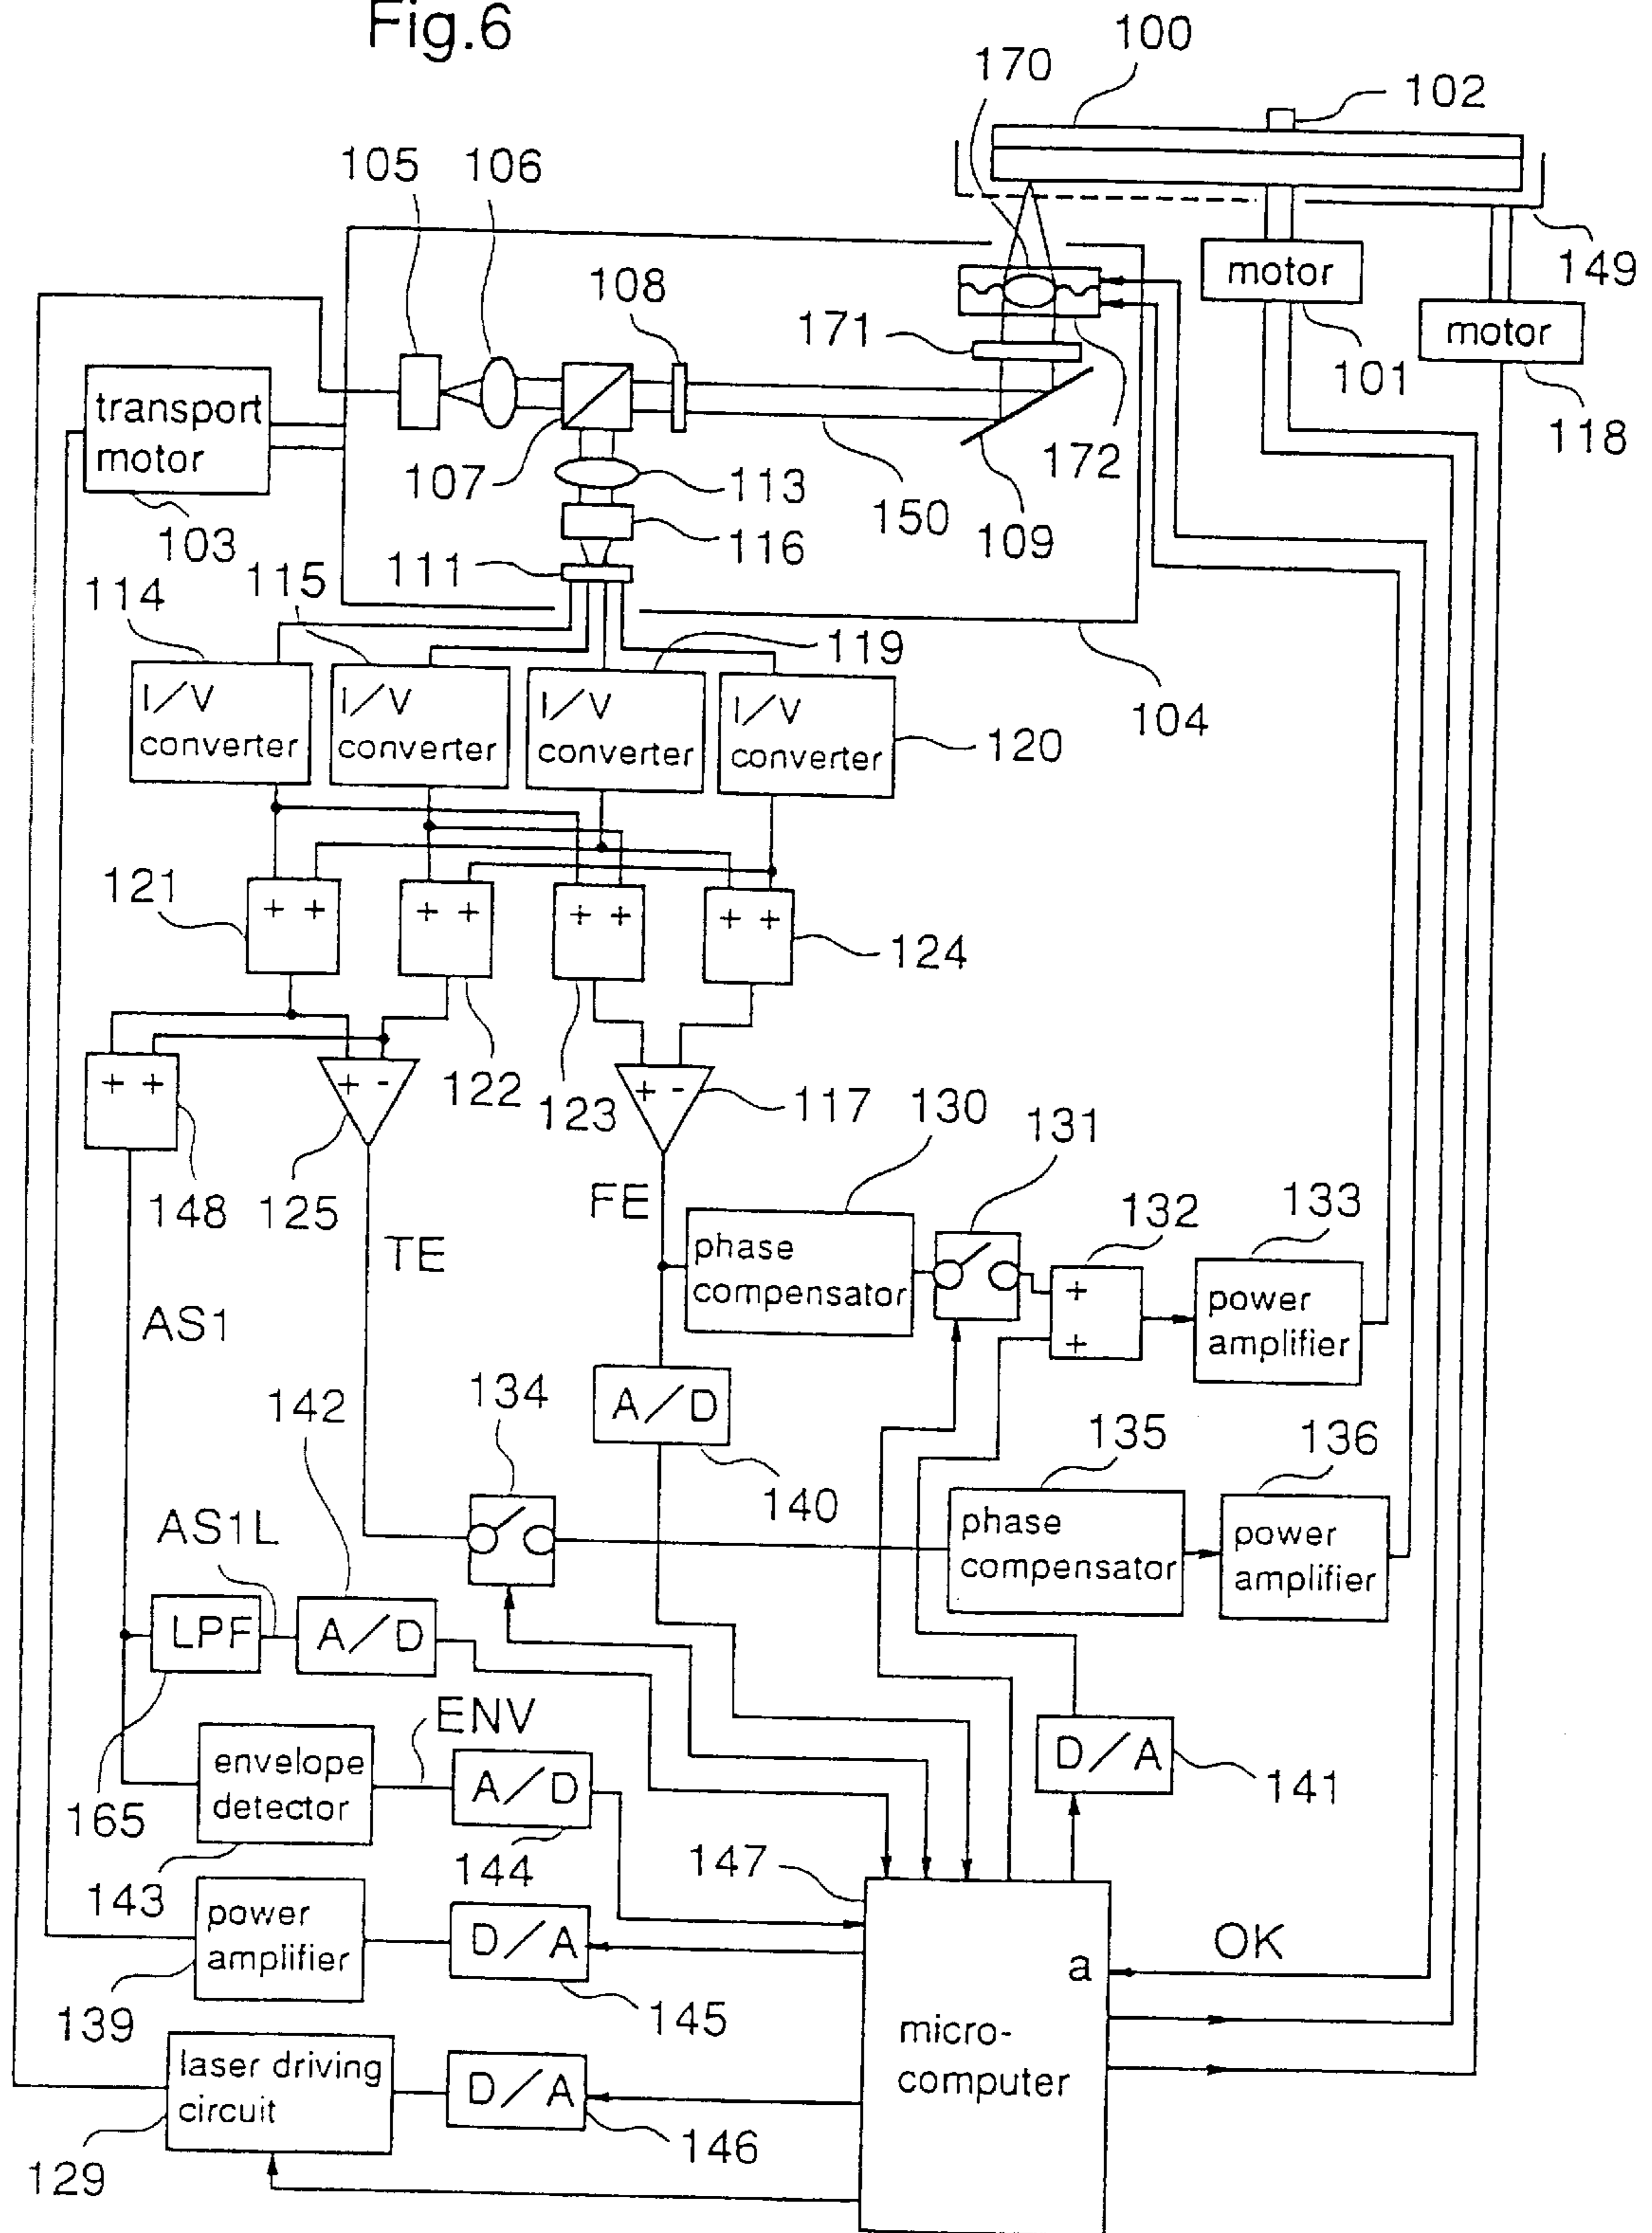 Fig.6
100
170
102
105
106
108
motor
149
171
motor
101
transport
motor
107
113
172
118
150
109
103
116
111
115
114
119
I/V
converter
I/V
converter
I/V
converter
I/V
converter
120
104
121
+ +
+ +
+ +
+ +
124
+ +
+ -
122
123
+ -
117
130
131
148
125
FE
132
133
TE
phase
compensator
+
+
power
amplifier
AS1
142
134
A/D
135
136
140
AS1L
phase
compensator
power
amplifier
LPF
A/D
ENV
165
envelope
detector
A/D
D/A
141
144
147
143
power
amplifier
D/A
OK
a
139
145
micro-
computer
laser driving
circuit
D/A
146
129